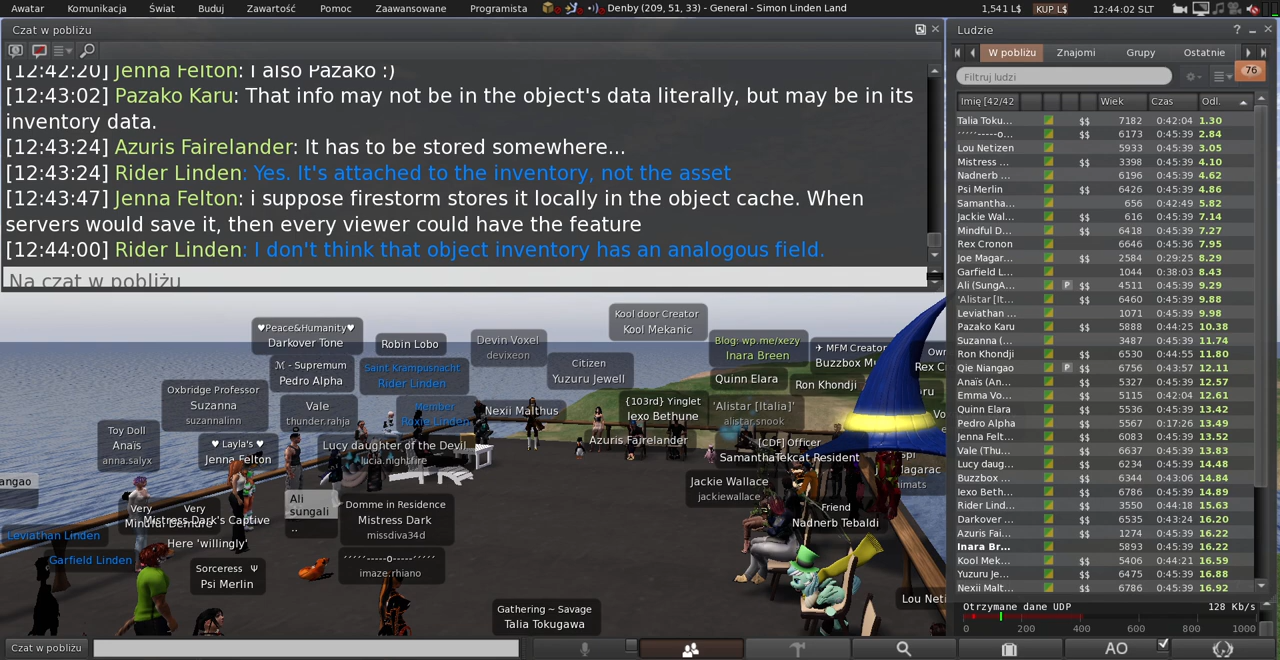 Awatar Komunikacja Świat Buduj Zawartość Pomoc Zaawansowane Programista Denby (209, 51, 33) - General - Simon Linden Land 1,541 L$ KUP L$ 12:44:02 SLT
Czat w pobliżu
[12:42:20] Jenna Felton: I also Pazako :)
[12:43:02] Pazako Karu: That info may not be in the object's data literally, but may be in its
inventory data.
[12:43:24] Azuris Fairelander: It has to be stored somewhere...
[12:43:24] Rider Linden: Yes. It's attached to the inventory, not the asset
[12:43:47] Jenna Felton: i suppose firestorm stores it locally in the object cache. When
servers would save it, then every viewer could have the feature
[12:44:00] Rider Linden: I don't think that object inventory has an analogous field.
Na czat w pobliżu
Kool door Creator
Kool Mekanic
♥Peace&Humanity♥
Darkover Tone
Robin Lobo
Devin Voxel
devixeon
Blog: wp.me/xezy
Inara Breen
✈ MFM Creator
Buzzbox M
Own
Rex Cr
ℳ - Supremum
Pedro Alpha
Saint Krampusnacht
Rider Linden
Citizen
Yuzuru Jewell
Quinn Elara
Ron Khondji
Oxbridge Professor
Suzanna
suzannalinn
Vale
thunder.rahja
Member
Roxie Linden
Nexii Malthus
{103rd} Yinglet
Iexo Bethune
'Alistar [Italia]'
alistar.snook
Toy Doll
Anaïs
anna.salyx
♥ Layla's ♥
Jenna Felton
Lucy daughter of the Devil
lucia.nightfire
Azuris Fairelander
[CDF] Officer
SamanthaTekcat Resident
Jackie Wallace
jackiewallace
angao
Very
Very
Mistress Dark's Captive
Here 'willingly'
Leviathan Linden
Garfield Linden
Ali
sungali
..
Domme in Residence
Mistress Dark
missdiva34d
Friend
Nadnerb Tebaldi
Sorceress Ψ
Psi Merlin
´´´´´-----o-----´´´´´
imaze.rhiano
Gathering ~ Savage
Talia Tokugawa
Lou Neti
Czat w pobliżu
AO
Ludzie
W pobliżu Znajomi Grupy Ostatnie
Filtruj ludzi
76
Imię [42/42 Wiek Czas Odl.
Talia Toku... $$ 7182 0:42:04 1.30
´´´´´-----o... $$ 6173 0:45:39 2.84
Lou Netizen 5933 0:45:39 3.05
Mistress ... $$ 3398 0:45:39 4.10
Nadnerb ... 6196 0:45:39 4.62
Psi Merlin $$ 6426 0:45:39 4.86
Samantha... 656 0:42:49 5.82
Jackie Wal... $$ 616 0:45:39 7.14
Mindful D... $$ 6418 0:45:39 7.27
Rex Cronon 6646 0:45:36 7.95
Joe Magar... $$ 2584 0:29:25 8.29
Garfield L... 1044 0:38:03 8.43
Ali (SungA... P $$ 4511 0:45:39 9.29
'Alistar [It... $$ 6460 0:45:39 9.88
Leviathan ... 1071 0:45:39 9.98
Pazako Karu $$ 5888 0:44:25 10.38
Suzanna (... 3487 0:45:39 11.74
Ron Khondji $$ 6530 0:44:55 11.80
Qie Niangao P $$ 6756 0:43:57 12.11
Anaïs (An... $$ 5327 0:45:39 12.57
Emma Vo... $$ 5115 0:42:04 12.61
Quinn Elara $$ 5536 0:45:39 13.42
Pedro Alpha $$ 5567 0:17:26 13.49
Jenna Felt... $$ 6083 0:45:39 13.52
Vale (Thu... $$ 6637 0:45:39 13.83
Lucy daug... $$ 6234 0:45:39 14.48
Buzzbox ... $$ 6344 0:43:06 14.84
Iexo Beth... $$ 6786 0:45:39 14.89
Rider Lind... $$ 3550 0:44:18 15.63
Darkover ... $$ 6535 0:43:24 16.20
Azuris Fai... $$ 1274 0:45:39 16.22
Inara Br... 5893 0:45:39 16.22
Kool Mek... $$ 5406 0:44:21 16.59
Yuzuru Je... $$ 6475 0:45:39 16.88
Nexii Malt... $$ 6786 0:45:39 16.92
Otrzymane dane UDP 128 Kb/s
0 200 400 600 800 1000